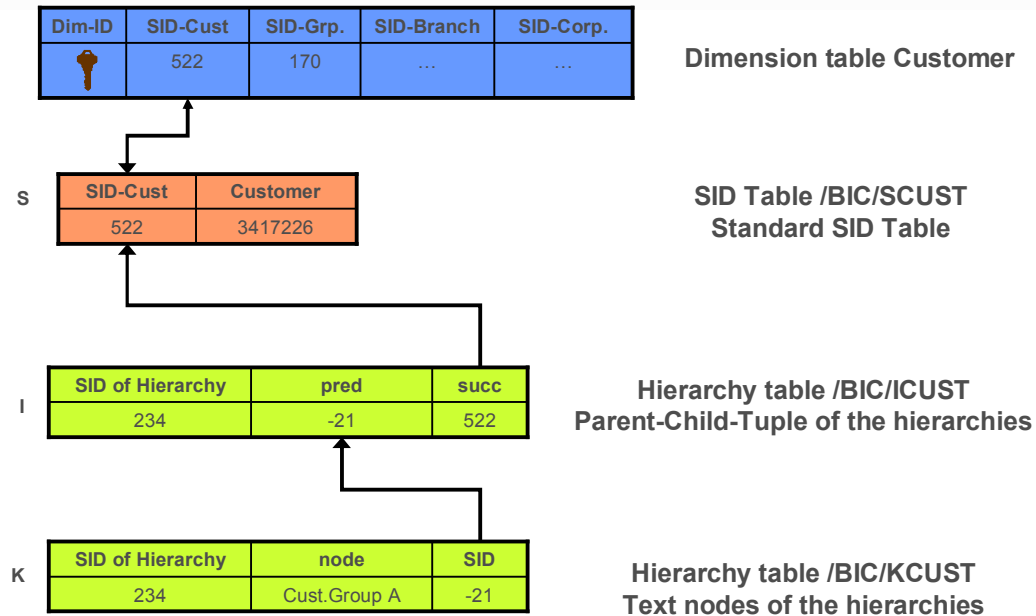 Dim-ID SID-Cust SID-Grp. SID-Branch SID-Corp.
522 170 ... ...
Dimension table Customer
S
SID-Cust Customer
522 3417226
SID Table /BIC/SCUST
Standard SID Table
I
SID of Hierarchy pred succ
234 -21 522
Hierarchy table /BIC/ICUST
Parent-Child-Tuple of the hierarchies
K
SID of Hierarchy node SID
234 Cust.Group A -21
Hierarchy table /BIC/KCUST
Text nodes of the hierarchies